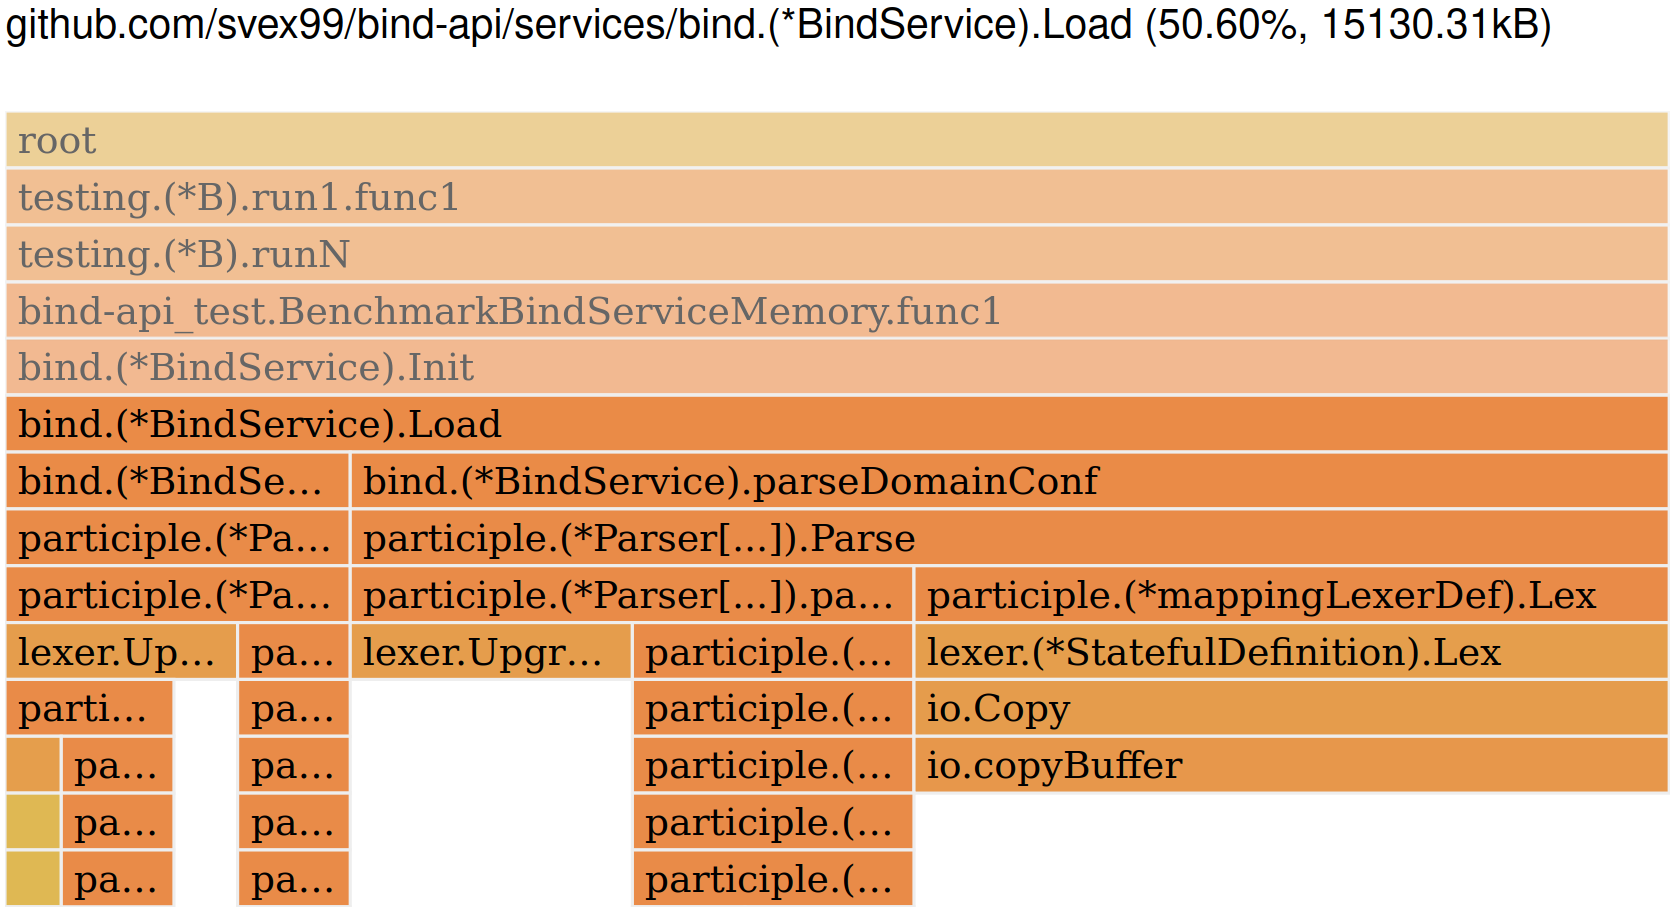 github.com/svex99/bind-api/services/bind.(*BindService).Load (50.60%, 15130.31kB)
root
testing.(*B).run1.func1
testing.(*B).runN
bind-api_test.BenchmarkBindServiceMemory.func1
bind.(*BindService).Init
bind.(*BindService).Load
bind.(*BindSe... bind.(*BindService).parseDomainConf
participle.(*Pa... participle.(*Parser[...]).Parse
participle.(*Pa... participle.(*Parser[...]).pa... participle.(*mappingLexerDef).Lex
lexer.Up... pa... lexer.Upgr... participle.(... lexer.(*StatefulDefinition).Lex
parti... pa... participle.(... io.Copy
pa... pa... participle.(... io.copyBuffer
pa... pa... participle.(...
pa... pa... participle.(...